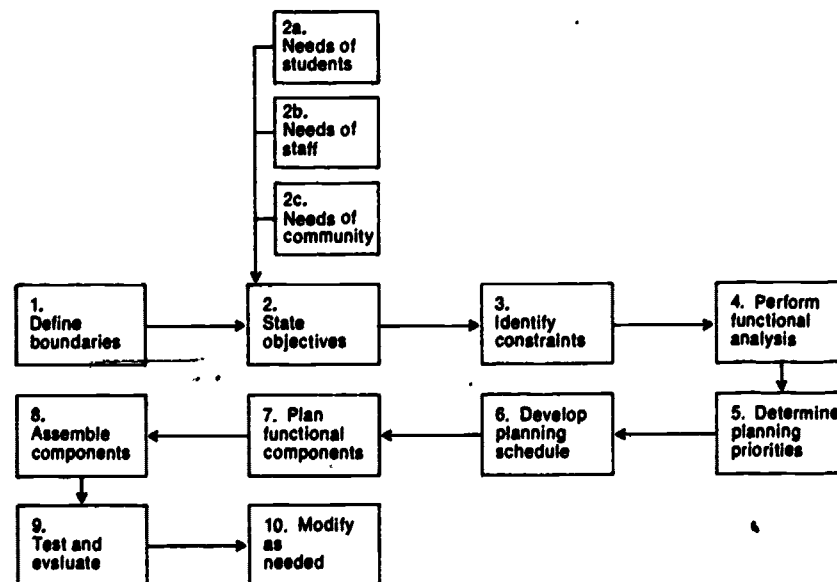 2a.
Needs of
students
2b.
Needs of
staff
2c.
Needs of
community
1.
Define
boundaries
2.
State
objectives
3.
Identify
constraints
4. Perform
functional
analysis
5. Determine
planning
priorities
6. Develop
planning
schedule
7. Plan
functional
components
8.
Assemble
components
9.
Test and
evaluate
10. Modify
as
needed